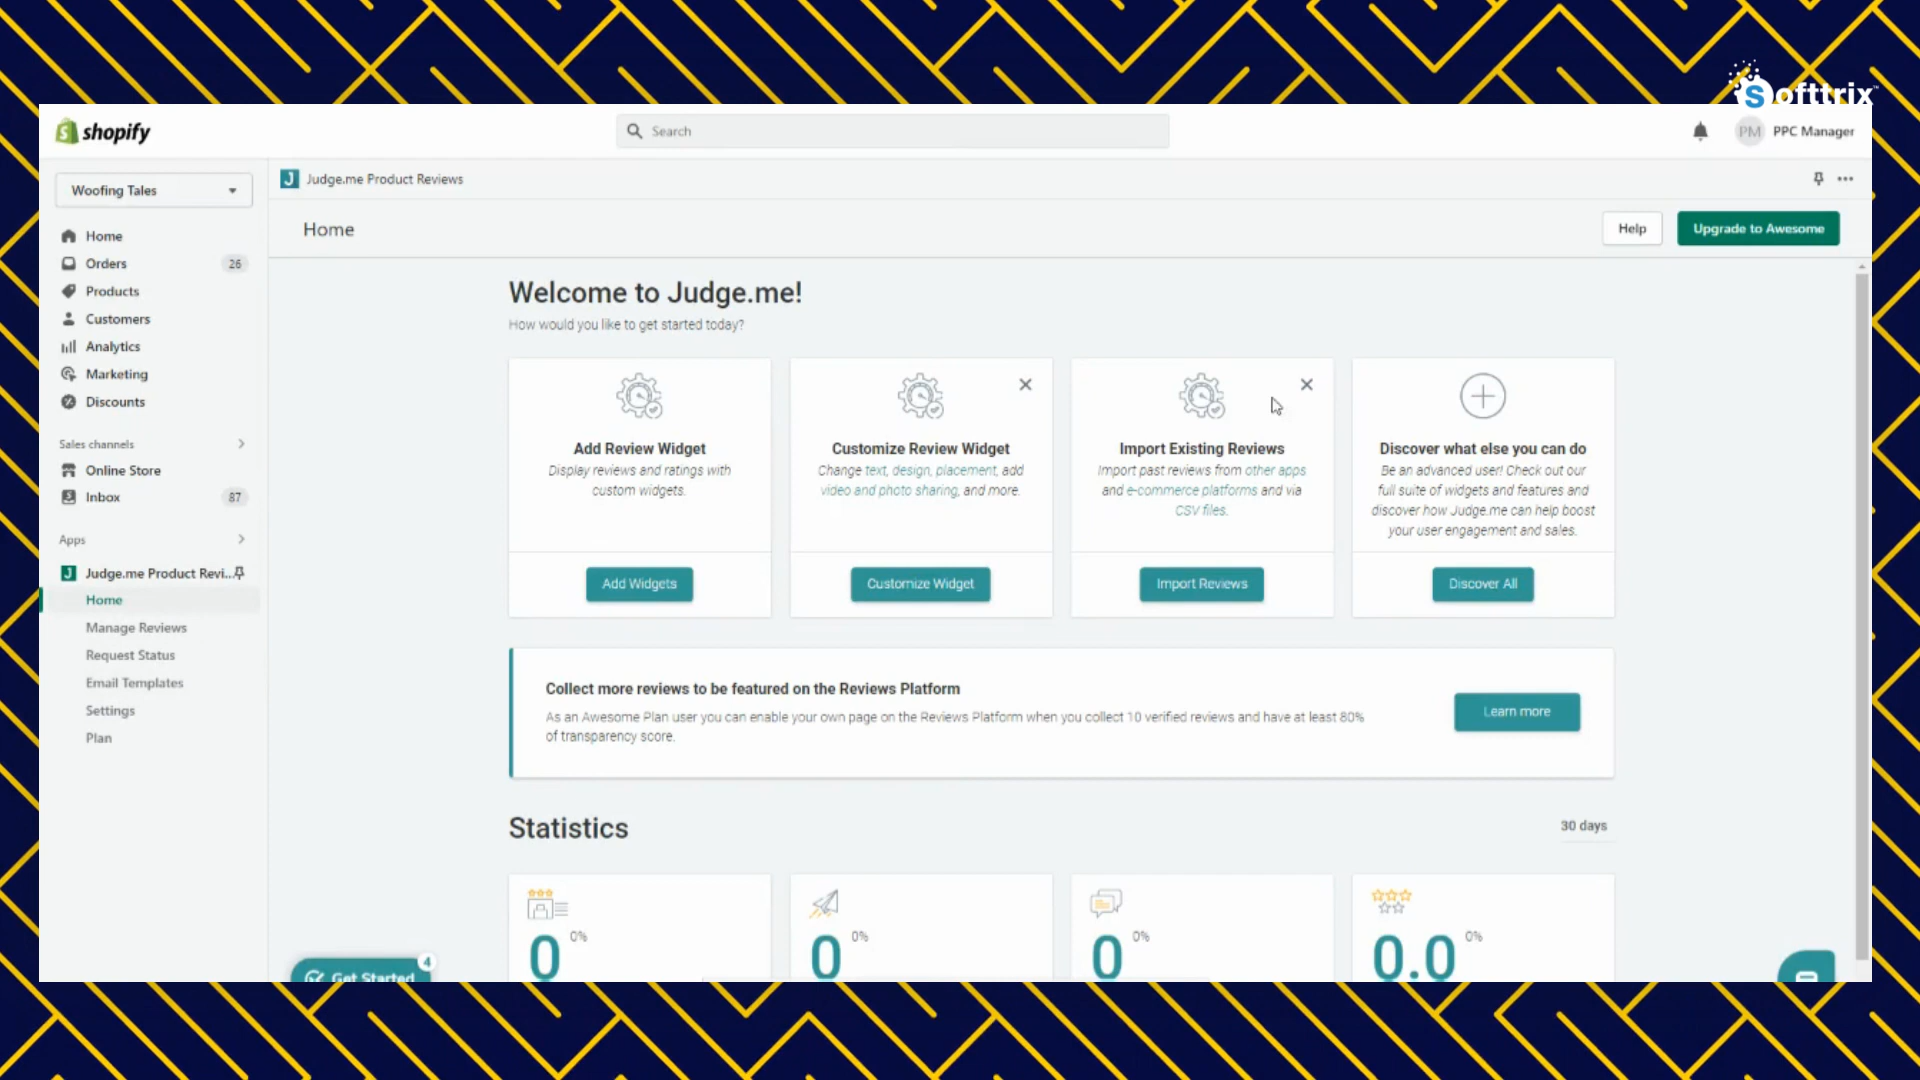 Softtrix™
shopify
Search
PM
PPC Manager
Woofing Tales
Home
Orders
26
Products
Customers
Analytics
Marketing
Discounts
Sales channels
Online Store
Inbox
87
Apps
Judge.me Product Revi...
Home
Manage Reviews
Request Status
Email Templates
Settings
Plan
Judge.me Product Reviews
Home
Help
Upgrade to Awesome
Welcome to Judge.me!
How would you like to get started today?
Add Review Widget
Display reviews and ratings with
custom widgets.
Add Widgets
Customize Review Widget
Change text, design, placement, add
video and photo sharing, and more.
Customize Widget
Import Existing Reviews
Import past reviews from other apps
and e-commerce platforms and via
CSV files.
Import Reviews
Discover what else you can do
Be an advanced user! Check out our
full suite of widgets and features and
discover how Judge.me can help boost
your user engagement and sales.
Discover All
Collect more reviews to be featured on the Reviews Platform
As an Awesome Plan user you can enable your own page on the Reviews Platform when you collect 10 verified reviews and have at least 80%
of transparency score.
Learn more
Statistics
30 days
0
0%
0
0%
0
0%
0.0
0%
Get Started
4